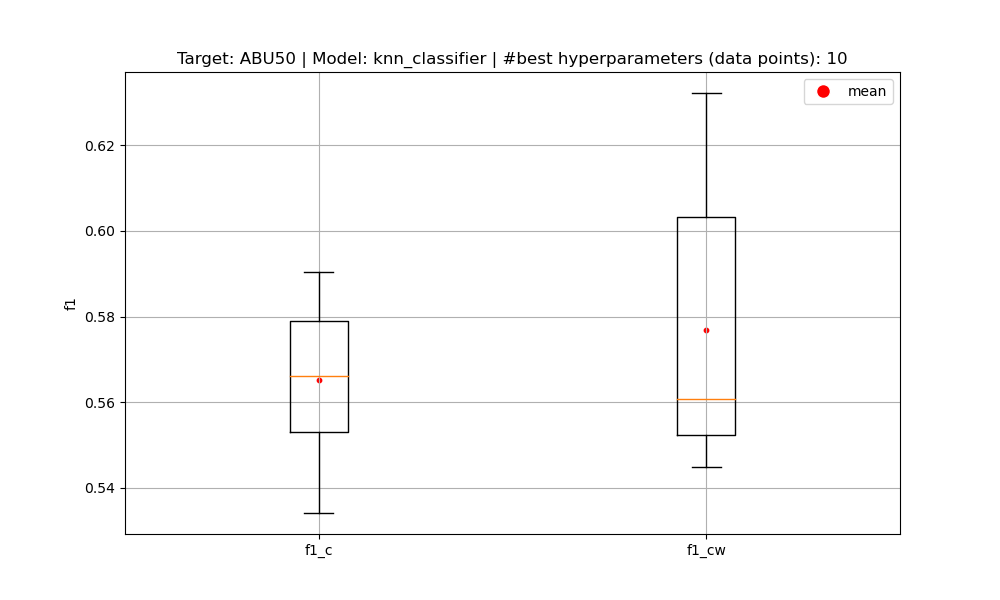 Target: ABU50 | Model: knn_classifier | #best hyperparameters (data points): 10
mean
0.62
0.60
0.58
0.56
0.54
f1
f1_c
f1_cw